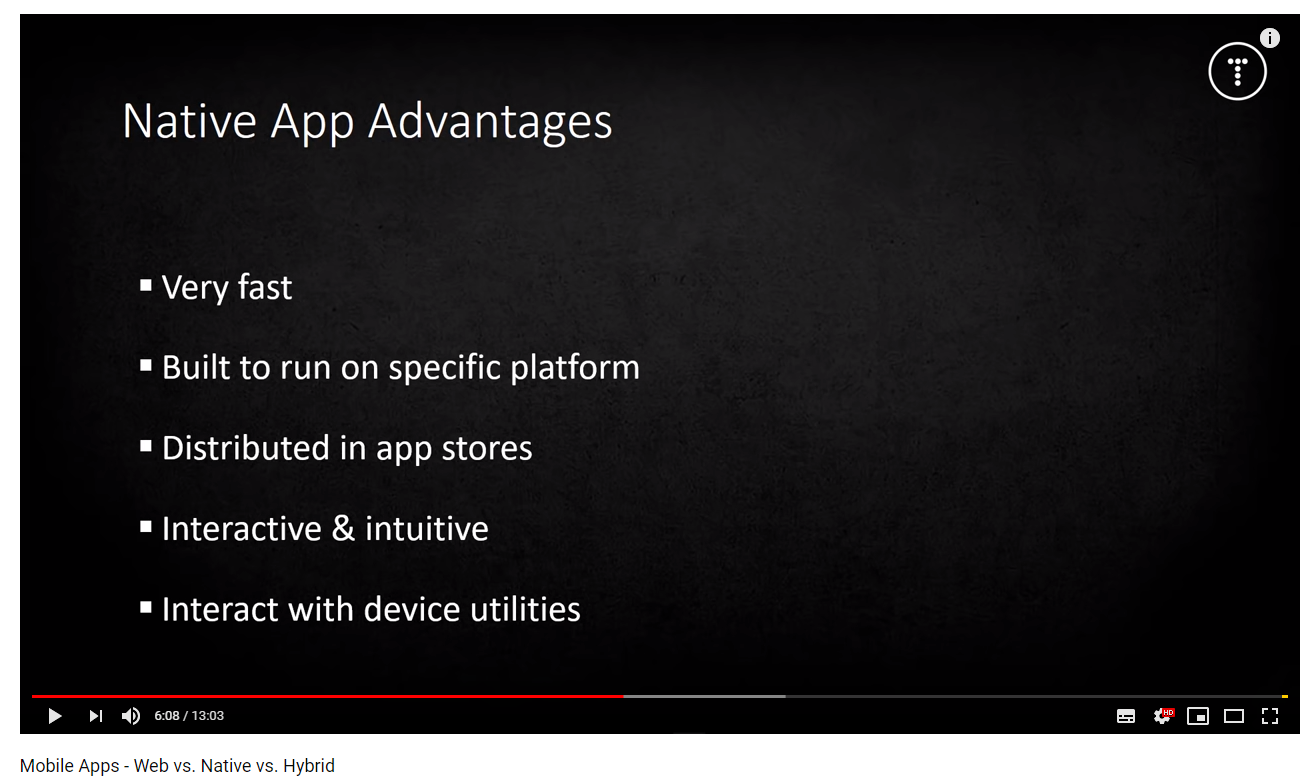 i
Native App Advantages
▪ Very fast
▪ Built to run on specific platform
▪ Distributed in app stores
▪ Interactive & intuitive
▪ Interact with device utilities
6:08 / 13:03
HD
Mobile Apps - Web vs. Native vs. Hybrid